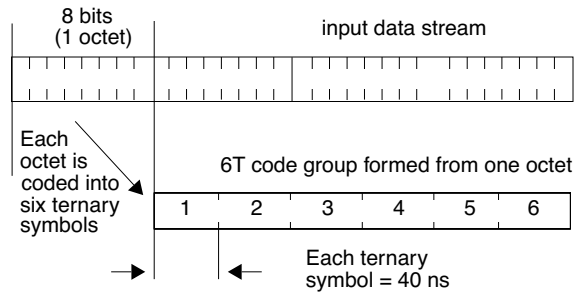 8 bits
(1 octet)
input data stream
Each
octet is
coded into
six ternary
symbols
6T code group formed from one octet
1 2 3 4 5 6
Each ternary
symbol = 40 ns